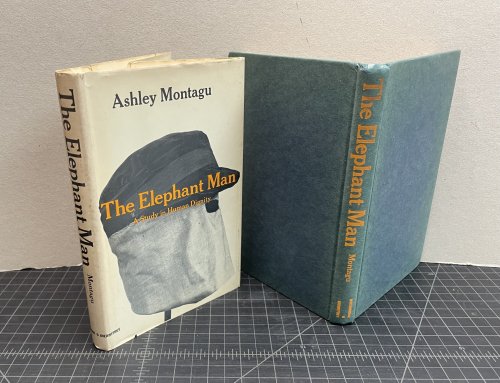 Ashley Montagu
The Elephant Man
A Study in Human Dignity
The Elephant Man
Montagu
The Elephant Man
Montagu